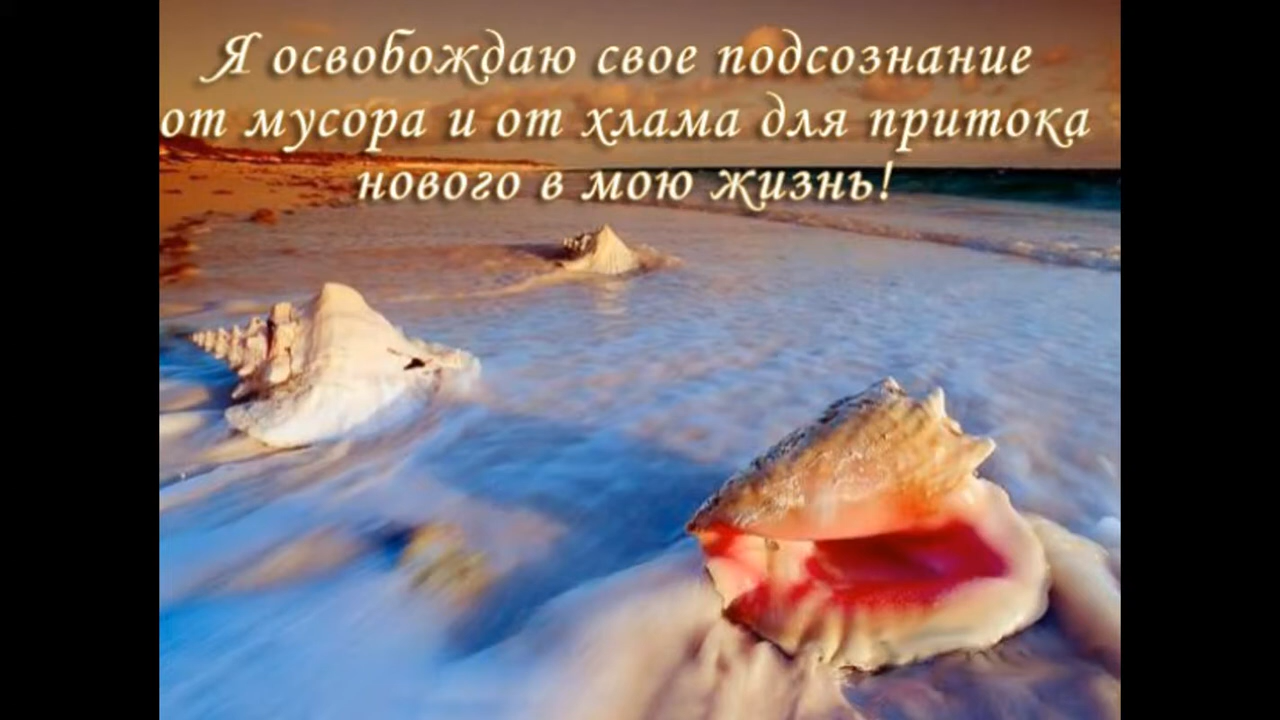 Я освобождаю свое подсознание
от мусора и от хлама для притока
нового в мою жизнь!